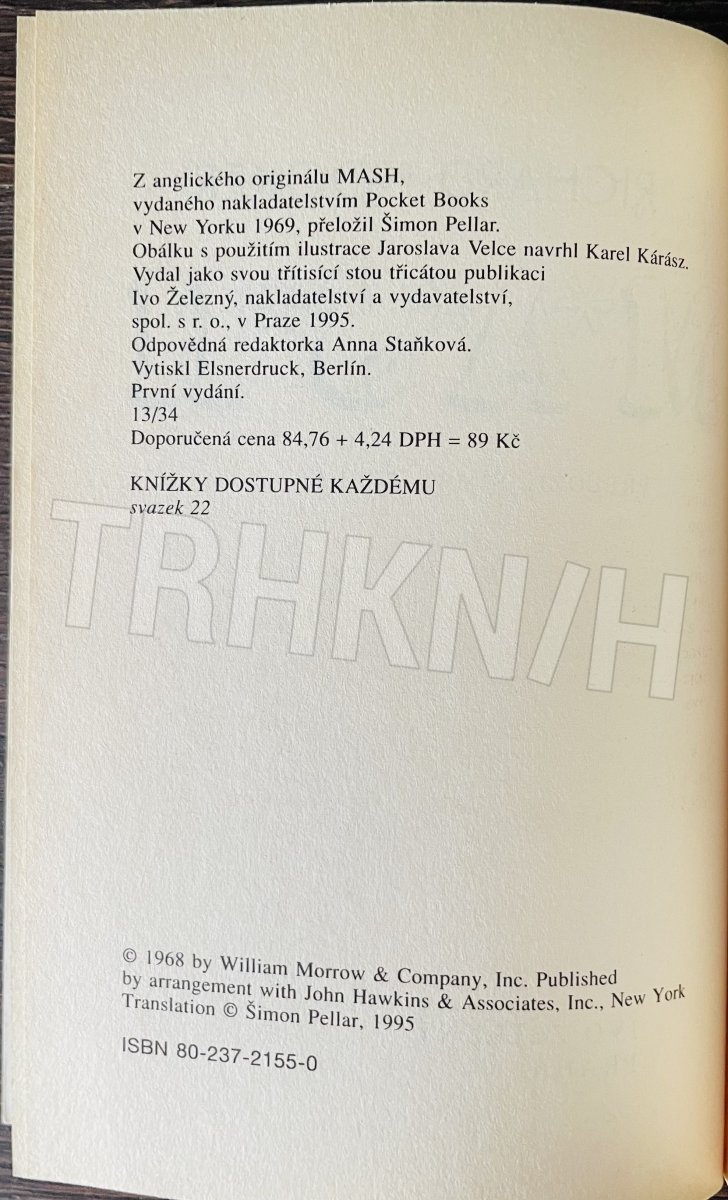 Z anglického originálu MASH,
vydaného nakladatelstvím Pocket Books
v New Yorku 1969, přeložil Šimon Pellar.
Obálku s použitím ilustrace Jaroslava Velce navrhl Karel Kárász.
Vydal jako svou třítisící stou třicátou publikaci
Ivo Železný, nakladatelství a vydavatelství,
spol. s r. o., v Praze 1995.
Odpovědná redaktorka Anna Staňková.
Vytiskl Elsnerdruck, Berlín.
První vydání.
13/34
Doporučená cena 84,76 + 4,24 DPH = 89 Kč
KNÍŽKY DOSTUPNÉ KAŽDÉMU
svazek 22
TRHKN/H
© 1968 by William Morrow & Company, Inc. Published
by arrangement with John Hawkins & Associates, Inc., New York
Translation © Šimon Pellar, 1995
ISBN 80-237-2155-0